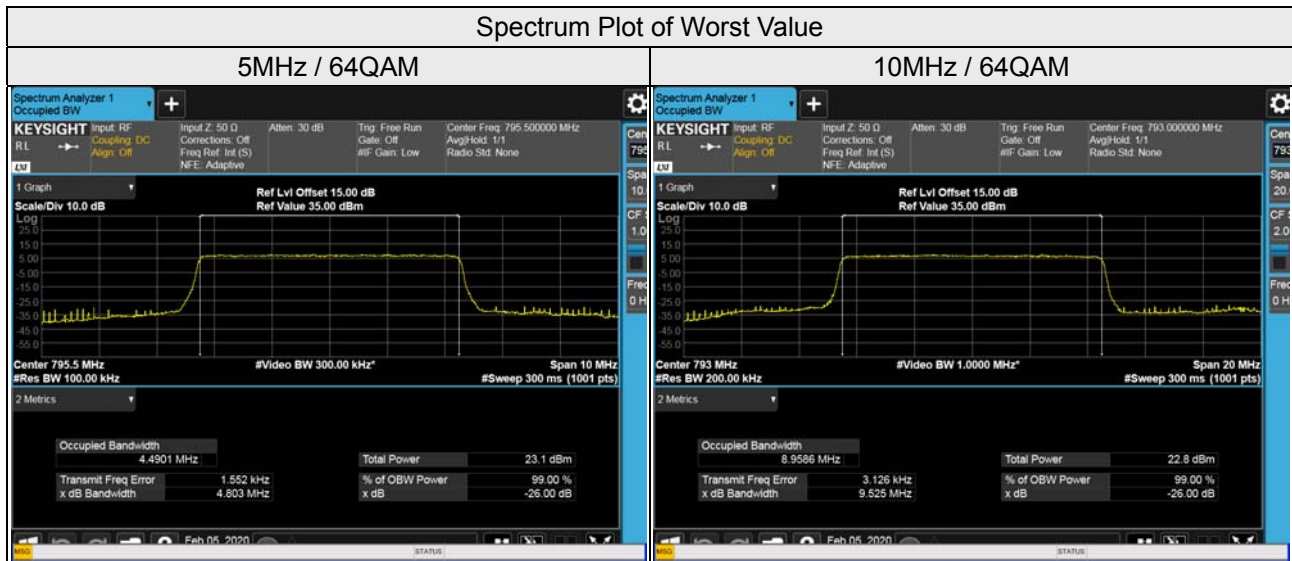 Spectrum Plot of Worst Value
5MHz / 64QAM
10MHz / 64QAM
Spectrum Analyzer 1
Occupied BW
+
KEYSIGHT
RL
LXI
Input: RF
Coupling: DC
Align: Off
Input Z: 50 Ω
Corrections: Off
Freq Ref: Int (S)
NFE: Adaptive
Atten: 30 dB
Trig: Free Run
Gate: Off
#IF Gain: Low
Center Freq: 795.500000 MHz
Avg|Hold: 1/1
Radio Std: None
1 Graph
Scale/Div 10.0 dB
Ref Lvl Offset 15.00 dB
Ref Value 35.00 dBm
Log
25.0
15.0
5.00
-5.00
-15.0
-25.0
-35.0
-45.0
-55.0
Center 795.5 MHz
#Res BW 100.00 kHz
#Video BW 300.00 kHz*
Span 10 MHz
#Sweep 300 ms (1001 pts)
2 Metrics
Occupied Bandwidth
4.4901 MHz
Total Power 23.1 dBm
Transmit Freq Error 1.552 kHz
% of OBW Power 99.00 %
x dB Bandwidth 4.803 MHz
x dB -26.00 dB
Feb 05, 2020
MSG
STATUS
Spectrum Analyzer 1
Occupied BW
+
KEYSIGHT
RL
LXI
Input: RF
Coupling: DC
Align: Off
Input Z: 50 Ω
Corrections: Off
Freq Ref: Int (S)
NFE: Adaptive
Atten: 30 dB
Trig: Free Run
Gate: Off
#IF Gain: Low
Center Freq: 793.000000 MHz
Avg|Hold: 1/1
Radio Std: None
1 Graph
Scale/Div 10.0 dB
Ref Lvl Offset 15.00 dB
Ref Value 35.00 dBm
Log
25.0
15.0
5.00
-5.00
-15.0
-25.0
-35.0
-45.0
-55.0
Center 793 MHz
#Res BW 200.00 kHz
#Video BW 1.0000 MHz*
Span 20 MHz
#Sweep 300 ms (1001 pts)
2 Metrics
Occupied Bandwidth
8.9586 MHz
Total Power 22.8 dBm
Transmit Freq Error 3.126 kHz
% of OBW Power 99.00 %
x dB Bandwidth 9.525 MHz
x dB -26.00 dB
Feb 05, 2020
MSG
STATUS